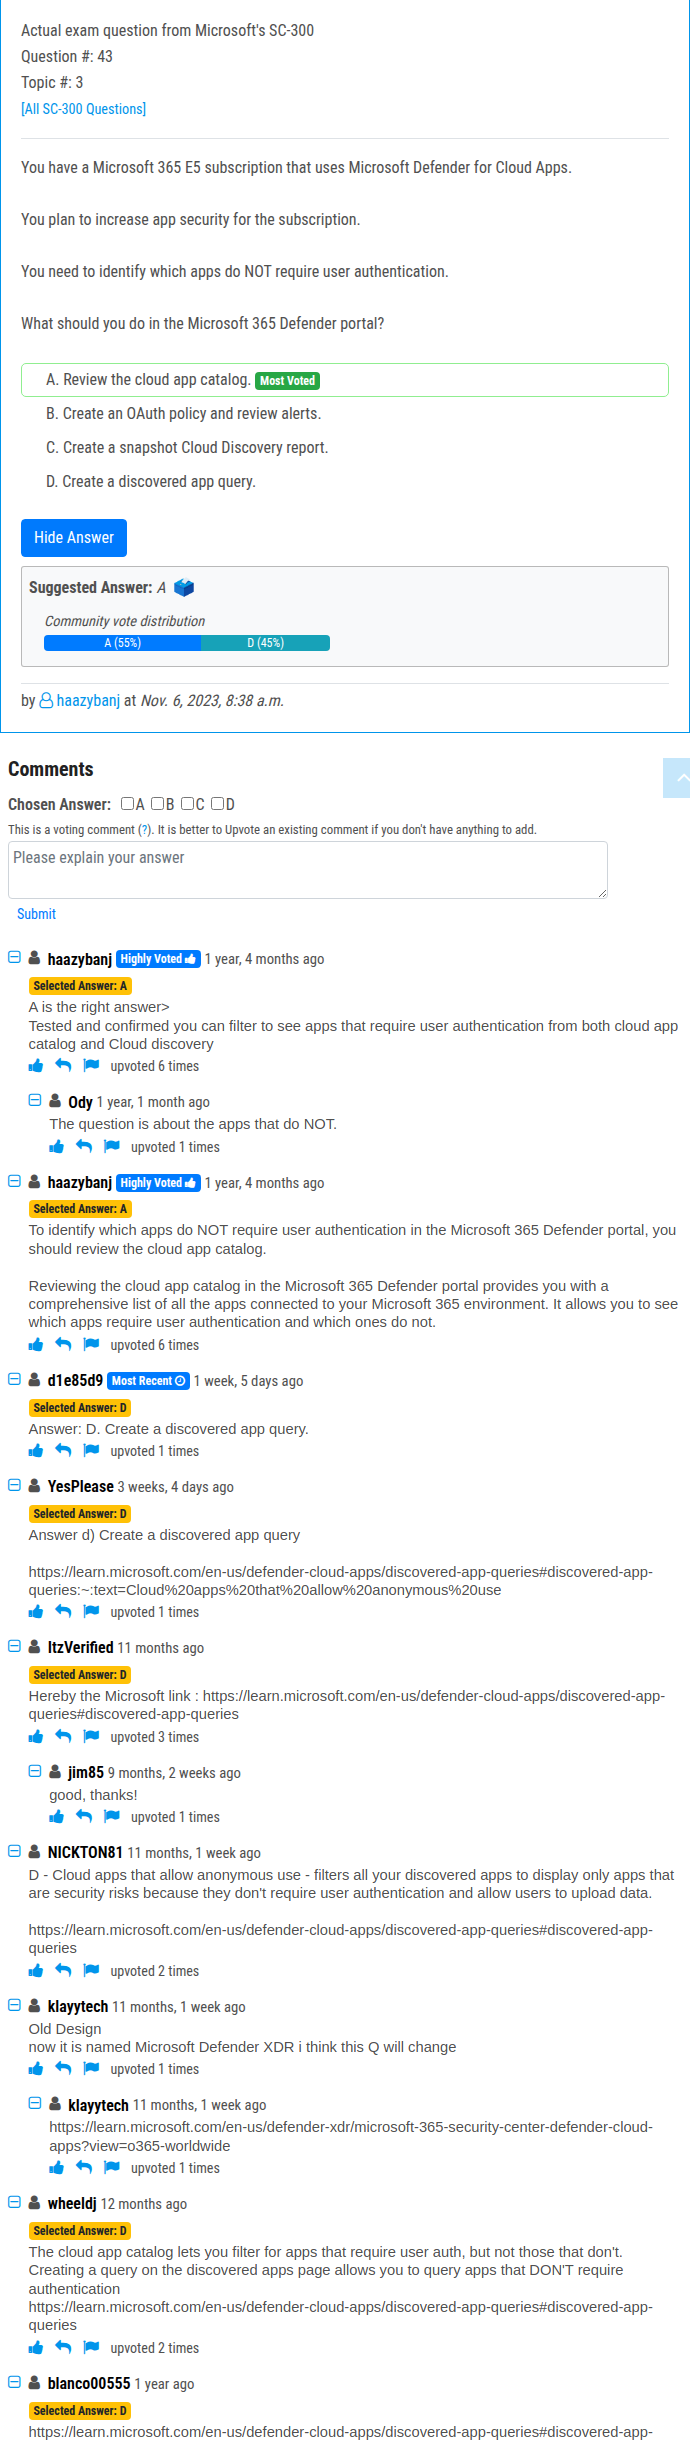 Actual exam question from Microsoft's SC-300
Question #: 43
Topic #: 3
[All SC-300 Questions]
You have a Microsoft 365 E5 subscription that uses Microsoft Defender for Cloud Apps.
You plan to increase app security for the subscription.
You need to identify which apps do NOT require user authentication.
What should you do in the Microsoft 365 Defender portal?
A. Review the cloud app catalog. Most Voted
B. Create an OAuth policy and review alerts.
C. Create a snapshot Cloud Discovery report.
D. Create a discovered app query.
Hide Answer
Suggested Answer: A
Community vote distribution
A (55%) D (45%)
by haazybanj at Nov. 6, 2023, 8:38 a.m.
Comments
Chosen Answer: A B C D
This is a voting comment (?). It is better to Upvote an existing comment if you don't have anything to add.
Please explain your answer
Submit
haazybanj Highly Voted 1 year, 4 months ago
Selected Answer: A
A is the right answer>
Tested and confirmed you can filter to see apps that require user authentication from both cloud app
catalog and Cloud discovery
upvoted 6 times
Ody 1 year, 1 month ago
The question is about the apps that do NOT.
upvoted 1 times
haazybanj Highly Voted 1 year, 4 months ago
Selected Answer: A
To identify which apps do NOT require user authentication in the Microsoft 365 Defender portal, you
should review the cloud app catalog.
Reviewing the cloud app catalog in the Microsoft 365 Defender portal provides you with a
comprehensive list of all the apps connected to your Microsoft 365 environment. It allows you to see
which apps require user authentication and which ones do not.
upvoted 6 times
d1e85d9 Most Recent 1 week, 5 days ago
Selected Answer: D
Answer: D. Create a discovered app query.
upvoted 1 times
YesPlease 3 weeks, 4 days ago
Selected Answer: D
Answer d) Create a discovered app query
https://learn.microsoft.com/en-us/defender-cloud-apps/discovered-app-queries#discovered-app-
queries:~:text=Cloud%20apps%20that%20allow%20anonymous%20use
upvoted 1 times
ItzVerified 11 months ago
Selected Answer: D
Hereby the Microsoft link : https://learn.microsoft.com/en-us/defender-cloud-apps/discovered-app-
queries#discovered-app-queries
upvoted 3 times
jim85 9 months, 2 weeks ago
good, thanks!
upvoted 1 times
NICKTON81 11 months, 1 week ago
D - Cloud apps that allow anonymous use - filters all your discovered apps to display only apps that
are security risks because they don't require user authentication and allow users to upload data.
https://learn.microsoft.com/en-us/defender-cloud-apps/discovered-app-queries#discovered-app-
queries
upvoted 2 times
klayytech 11 months, 1 week ago
Old Design
now it is named Microsoft Defender XDR i think this Q will change
upvoted 1 times
klayytech 11 months, 1 week ago
https://learn.microsoft.com/en-us/defender-xdr/microsoft-365-security-center-defender-cloud-
apps?view=o365-worldwide
upvoted 1 times
wheeldj 12 months ago
Selected Answer: D
The cloud app catalog lets you filter for apps that require user auth, but not those that don't.
Creating a query on the discovered apps page allows you to query apps that DON'T require
authentication
https://learn.microsoft.com/en-us/defender-cloud-apps/discovered-app-queries#discovered-app-
queries
upvoted 2 times
blanco00555 1 year ago
Selected Answer: D
https://learn.microsoft.com/en-us/defender-cloud-apps/discovered-app-queries#discovered-app-